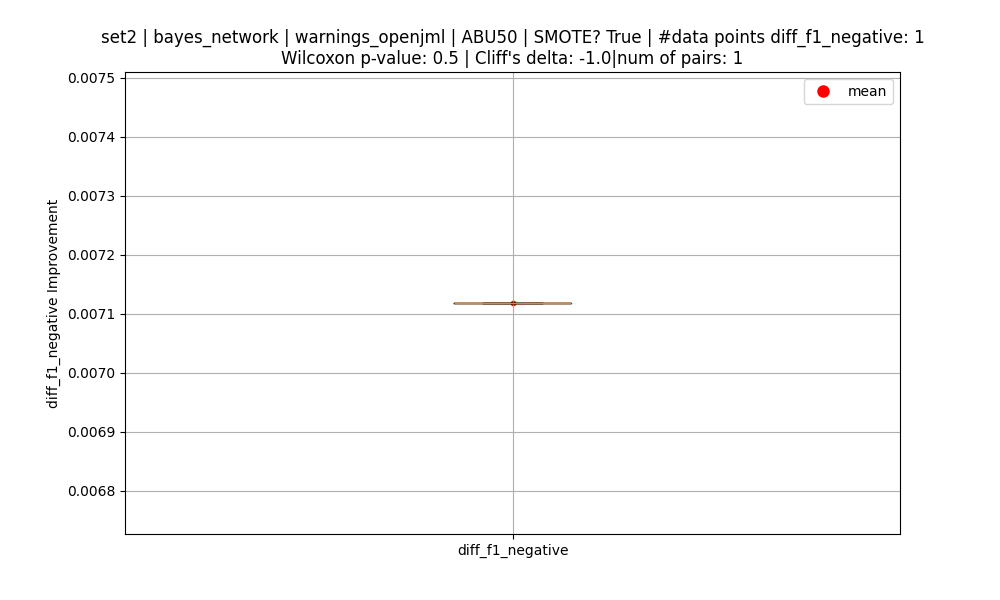 set2 | bayes_network | warnings_openjml | ABU50 | SMOTE? True | #data points diff_f1_negative: 1
Wilcoxon p-value: 0.5 | Cliff's delta: -1.0|num of pairs: 1
mean
0.0075
0.0074
0.0073
0.0072
0.0071
0.0070
0.0069
0.0068
diff_f1_negative Improvement
diff_f1_negative